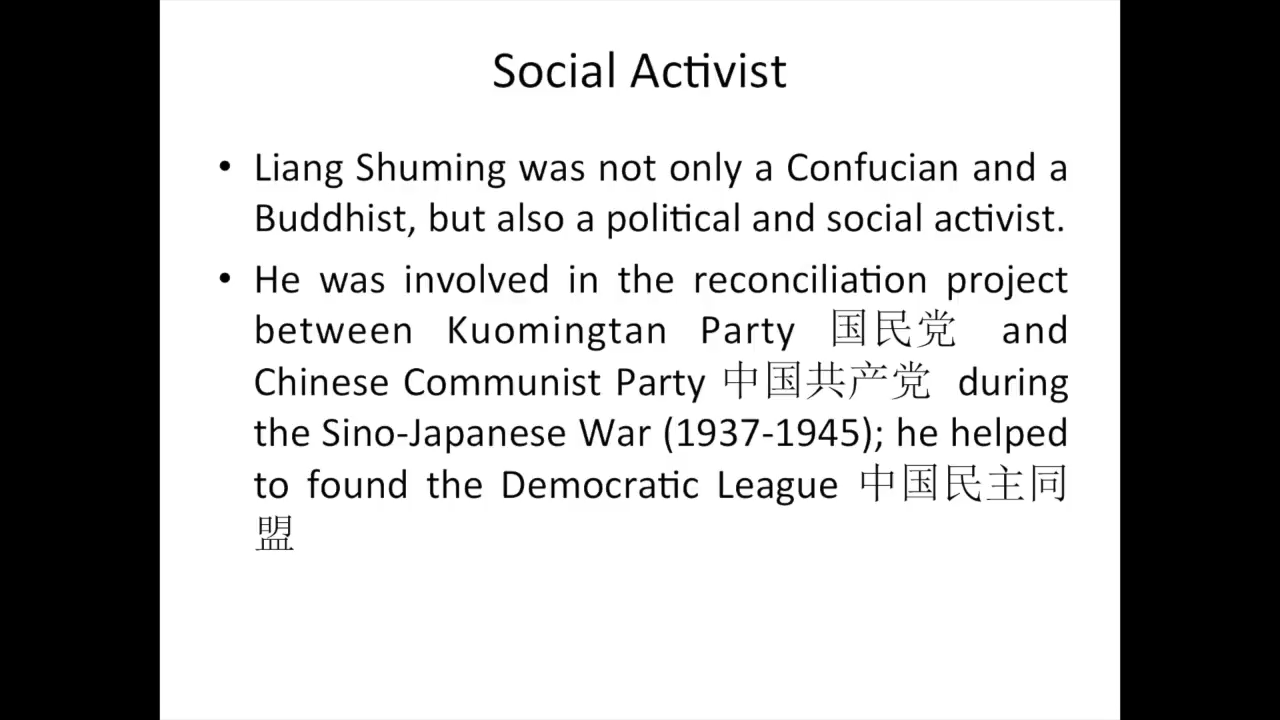 Social Activist
• Liang Shuming was not only a Confucian and a
Buddhist, but also a political and social activist.
• He was involved in the reconciliation project
between Kuomingtan Party 国民党 and
Chinese Communist Party 中国共产党 during
the Sino-Japanese War (1937-1945); he helped
to found the Democratic League 中国民主同
盟